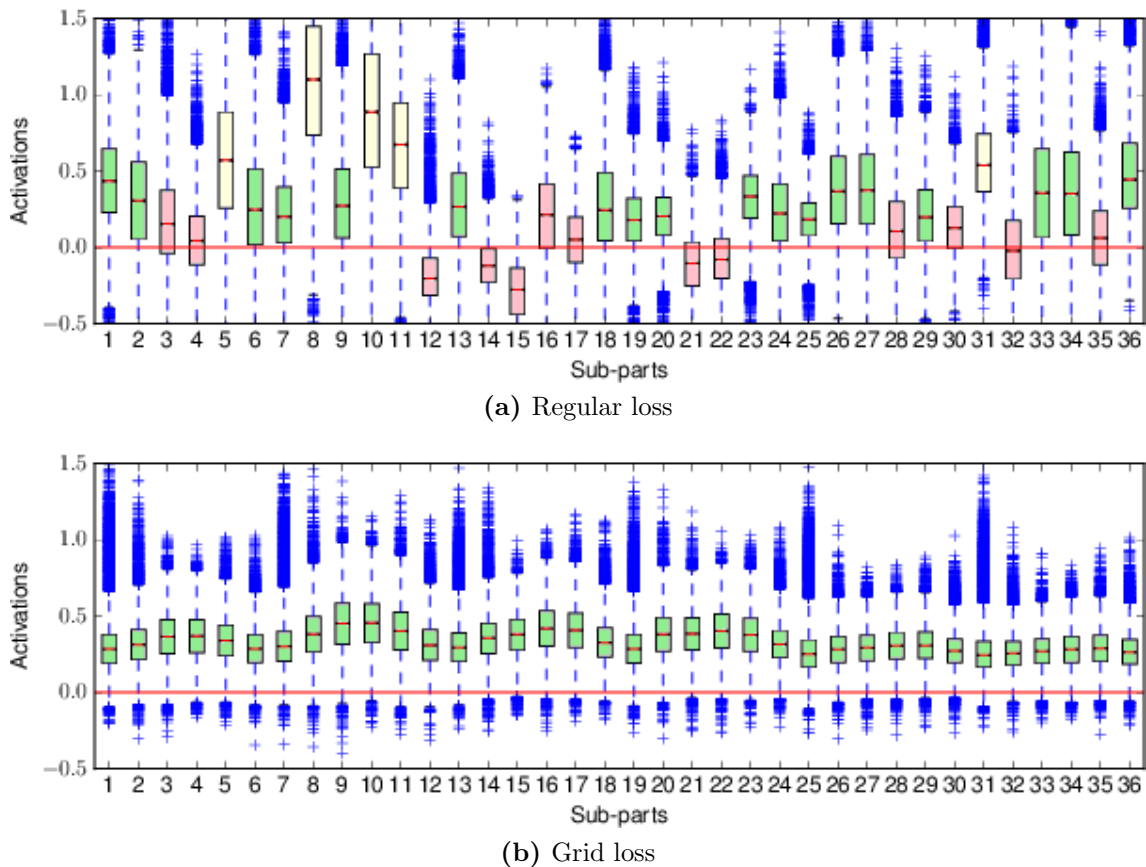 1.5
1.0
0.5
0.0
−0.5
Activations
1 2 3 4 5 6 7 8 9 10 11 12 13 14 15 16 17 18 19 20 21 22 23 24 25 26 27 28 29 30 31 32 33 34 35 36
Sub-parts
(a) Regular loss
1.5
1.0
0.5
0.0
−0.5
Activations
1 2 3 4 5 6 7 8 9 10 11 12 13 14 15 16 17 18 19 20 21 22 23 24 25 26 27 28 29 30 31 32 33 34 35 36
Sub-parts
(b) Grid loss